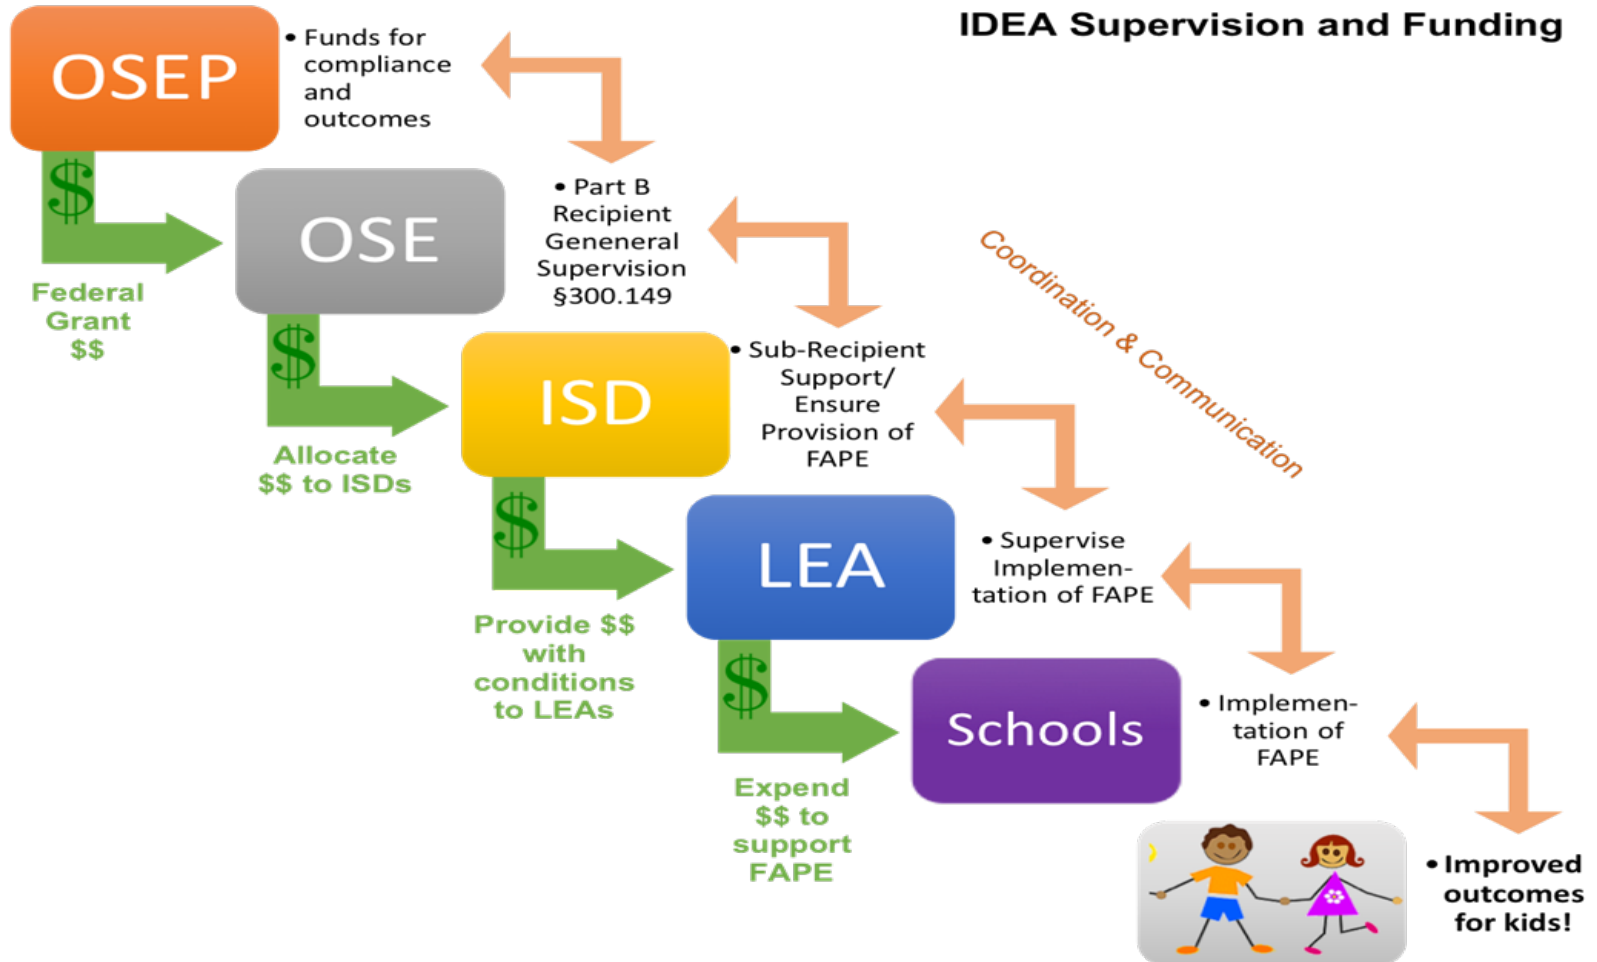 IDEA Supervision and Funding
OSEP
• Funds for
compliance
and
outcomes
$
Federal
Grant
$$
OSE
• Part B
Recipient
Geneneral
Supervision
§300.149
$
Allocate
$$ to ISDs
ISD
• Sub-Recipient
Support/
Ensure
Provision of
FAPE
Coordination & Communication
$
Provide $$
with
conditions
to LEAs
LEA
• Supervise
Implemen-
tation of FAPE
$
Expend
$$ to
support
FAPE
Schools
• Implemen-
tation of
FAPE
• Improved
outcomes
for kids!